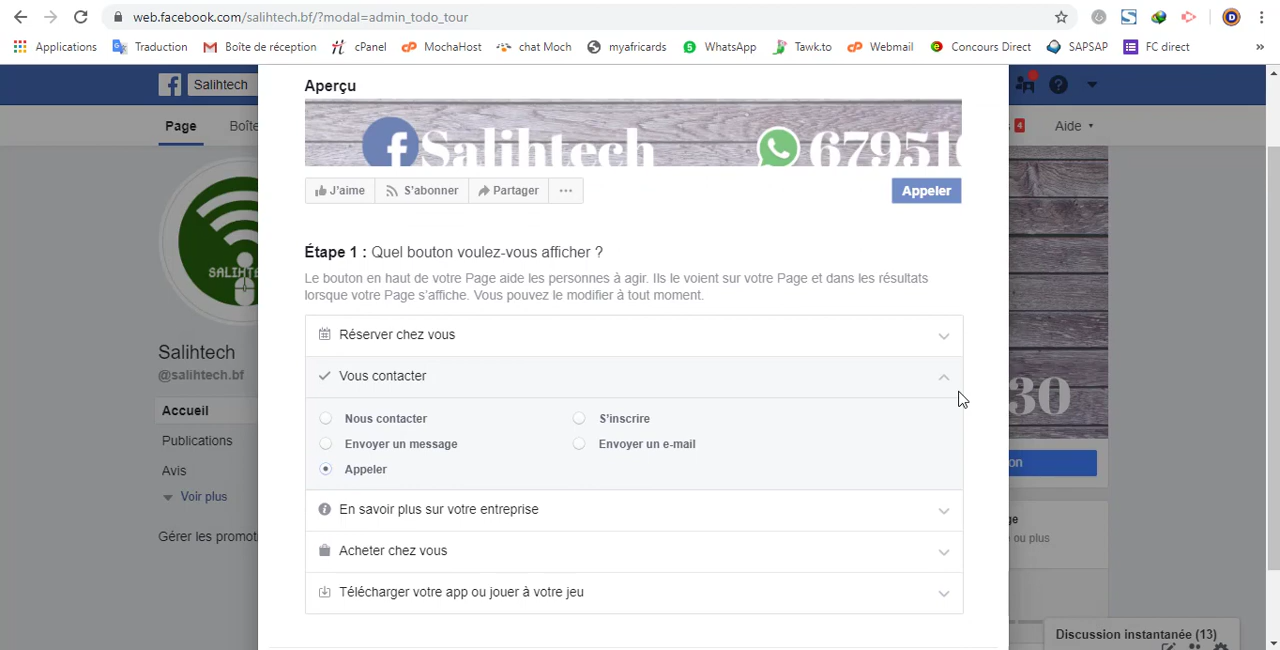 web.facebook.com/salihtech.bf/?modal=admin_todo_tour
Applications Traduction Boîte de réception cPanel MochaHost chat Moch myafricards WhatsApp Tawk.to Webmail Concours Direct SAPSAP FC direct »
Salihtech
Page
4 Aide
Aperçu
Salihtech 67951
J’aime S’abonner Partager ... Appeler
Étape 1 : Quel bouton voulez-vous afficher ?
Le bouton en haut de votre Page aide les personnes à agir. Ils le voient sur votre Page et dans les résultats
lorsque votre Page s’affiche. Vous pouvez le modifier à tout moment.
Réserver chez vous
Vous contacter
Nous contacter S’inscrire
Envoyer un message Envoyer un e-mail
Appeler
En savoir plus sur votre entreprise
Acheter chez vous
Télécharger votre app ou jouer à votre jeu
Salihtech
@salihtech.bf
Accueil
Publications
Avis
Voir plus
Gérer les
30
ou plus
Discussion instantanée (13)